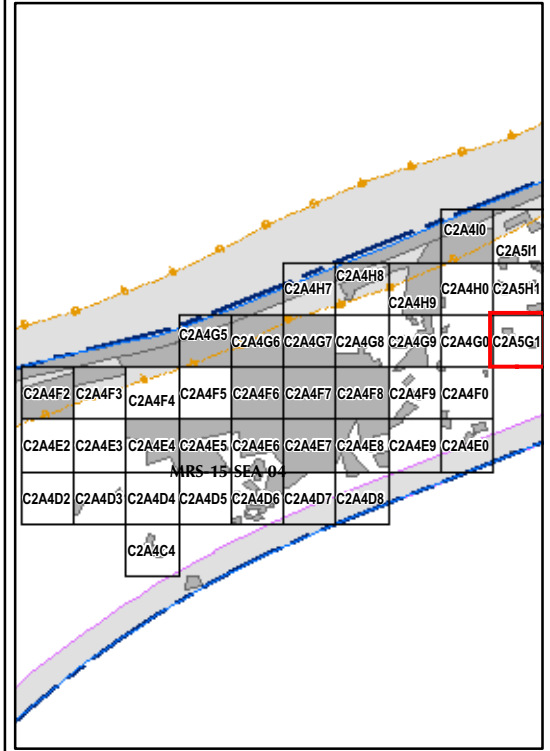 C2A4I0
C2A5I1
C2A4H7 C2A4H8 C2A4H9 C2A4H0 C2A5H1
C2A4G5 C2A4G6 C2A4G7 C2A4G8 C2A4G9 C2A4G0 C2A5G1
C2A4F2 C2A4F3 C2A4F4 C2A4F5 C2A4F6 C2A4F7 C2A4F8 C2A4F9 C2A4F0
C2A4E2 C2A4E3 C2A4E4 C2A4E5 C2A4E6 C2A4E7 C2A4E8 C2A4E9 C2A4E0
MRS-15-SEA-04
C2A4D2 C2A4D3 C2A4D4 C2A4D5 C2A4D6 C2A4D7 C2A4D8
C2A4C4